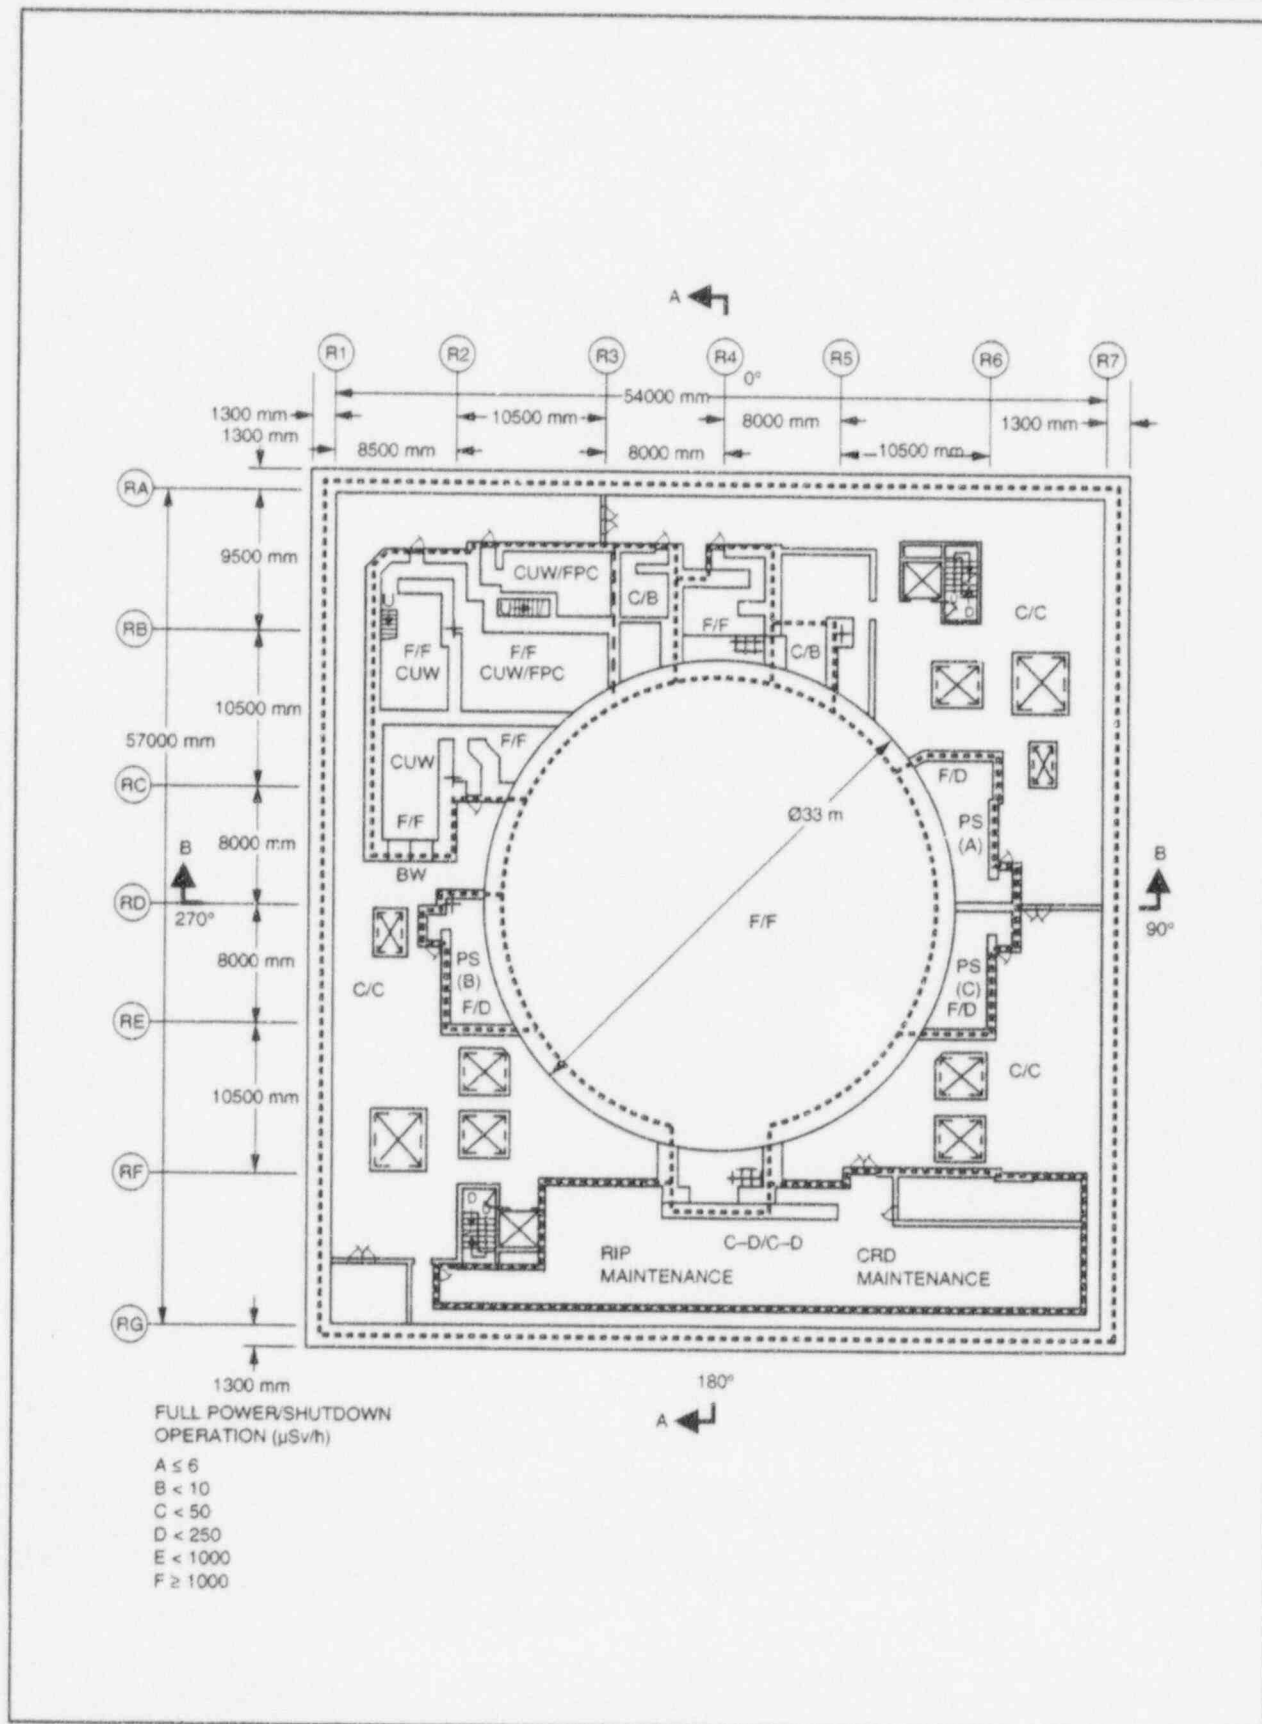 A
R1 R2 R3 R4 R5 R6 R7
0°
54000 mm
1300 mm 10500 mm 8000 mm 1300 mm
1300 mm
8500 mm 8000 mm 10500 mm
RA
9500 mm
CUW/FPC
C/B
U
U
D
C/C
RB
F/F
CUW
F/F
CUW/FPC
F/F
C/B
10500 mm
57000 mm
F/F
CUW
F/D
RC
Ø33 m
F/F
PS
(A)
8000 mm
B
B
BW
RD
270°
F/F
90°
8000 mm
PS
(B)
F/D
PS
(C)
F/D
C/C
RE
C/C
10500 mm
RF
D
C–D/C–D
RIP
MAINTENANCE
CRD
MAINTENANCE
RG
1300 mm
180°
A
FULL POWER/SHUTDOWN
OPERATION (µSv/h)
A ≤ 6
B < 10
C < 50
D < 250
E < 1000
F ≥ 1000